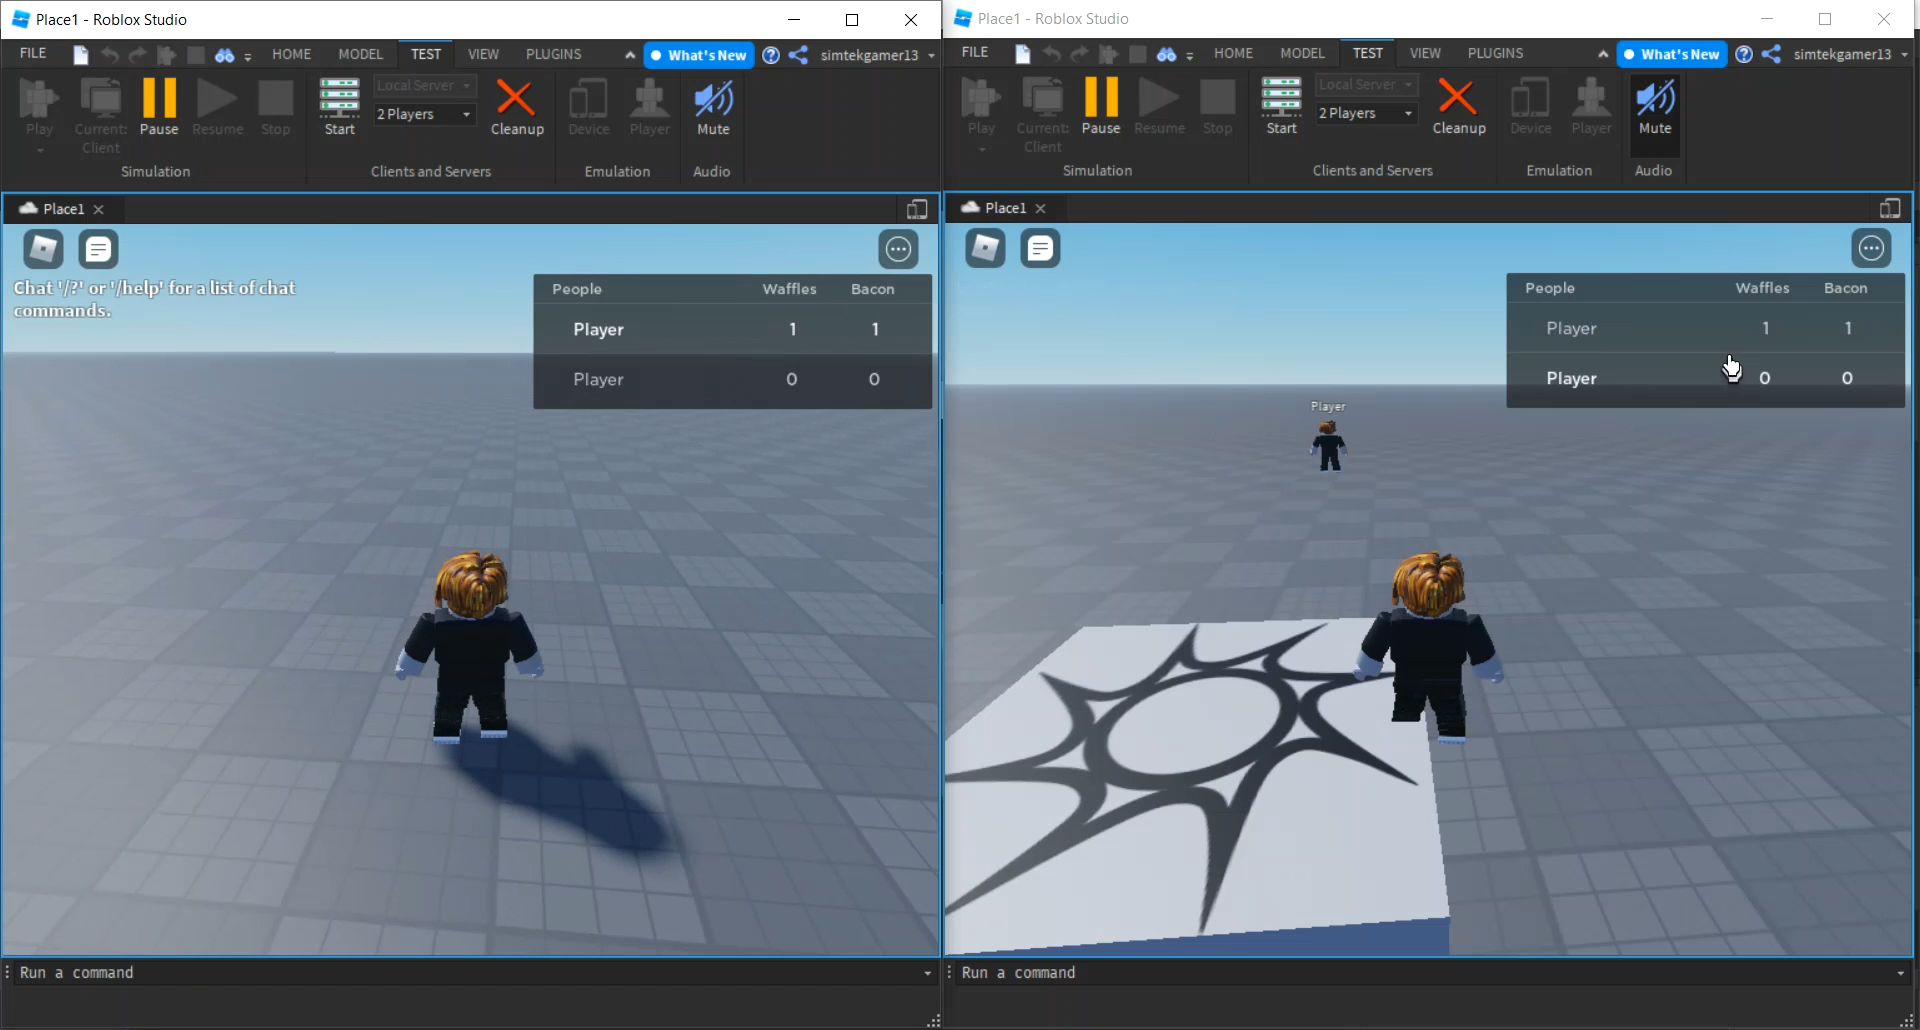 Place1 - Roblox Studio
FILE HOME MODEL TEST VIEW PLUGINS What's New simtekgamer13
Play Current: Client Pause Resume Stop Start Local Server 2 Players Cleanup Device Player Mute
Simulation Clients and Servers Emulation Audio
Place1
Chat '/?' or '/help' for a list of chat
commands.
People Waffles Bacon
Player 1 1
Player 0 0
Run a command
Place1 - Roblox Studio
FILE HOME MODEL TEST VIEW PLUGINS What's New simtekgamer13
Play Current: Client Pause Resume Stop Start Local Server 2 Players Cleanup Device Player Mute
Simulation Clients and Servers Emulation Audio
Place1
People Waffles Bacon
Player 1 1
Player 0 0
Player
Run a command